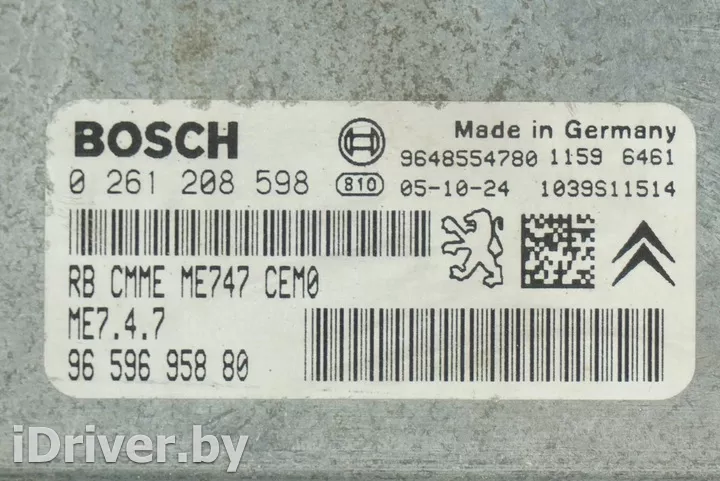 BOSCH
Made in Germany
9648554780 1159 6461
0 261 208 598 810 05-10-24 1039S11514
RB CMME ME747 CEM0
ME7.4.7
96 596 958 80
iDriver.by